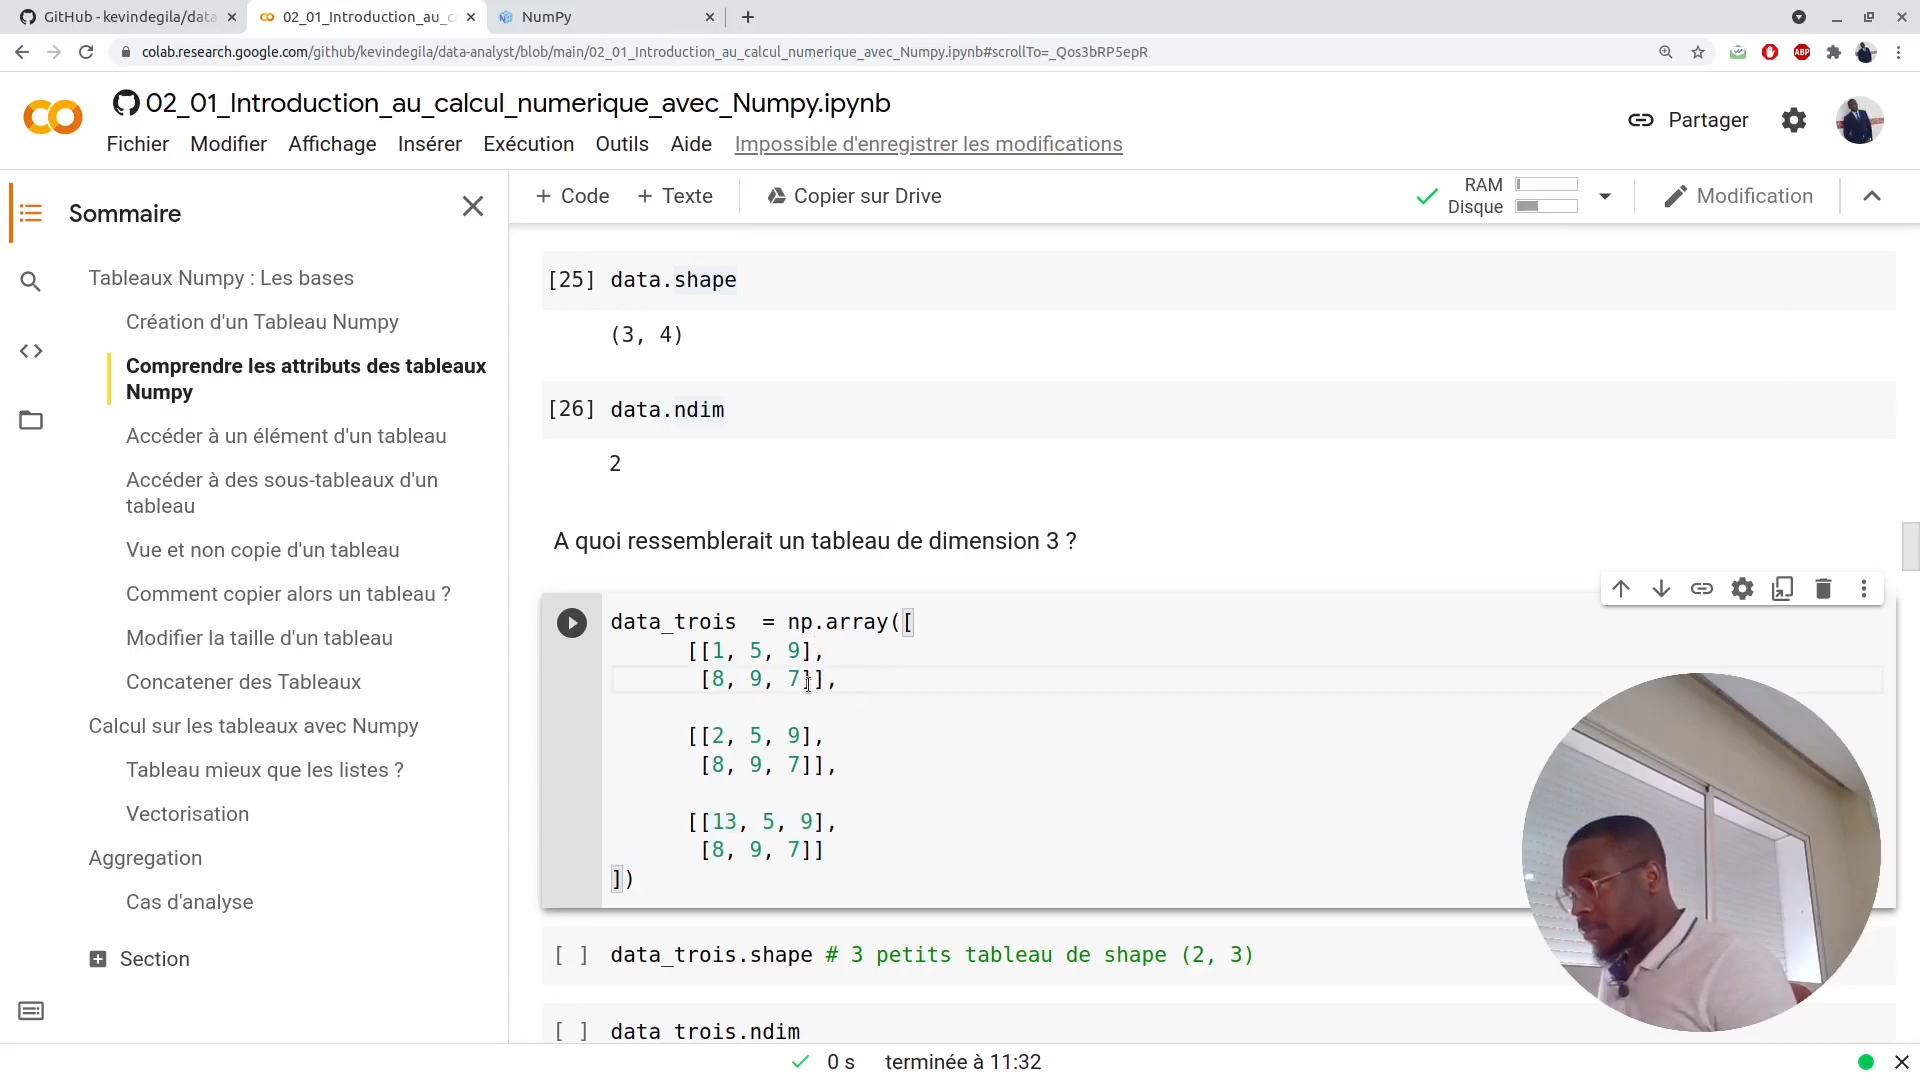 GitHub - kevindegila/data
02_01_Introduction_au_c
NumPy
colab.research.google.com/github/kevindegila/data-analyst/blob/main/02_01_Introduction_au_calcul_numerique_avec_Numpy.ipynb#scrollTo=_Qos3bRP5epR
ABP
02_01_Introduction_au_calcul_numerique_avec_Numpy.ipynb
Partager
Fichier Modifier Affichage Insérer Exécution Outils Aide Impossible d'enregistrer les modifications
Sommaire
+ Code + Texte Copier sur Drive
RAM
Disque
Modification
Tableaux Numpy : Les bases
Création d'un Tableau Numpy
Comprendre les attributs des tableaux
Numpy
Accéder à un élément d'un tableau
Accéder à des sous-tableaux d'un
tableau
Vue et non copie d'un tableau
Comment copier alors un tableau ?
Modifier la taille d'un tableau
Concatener des Tableaux
Calcul sur les tableaux avec Numpy
Tableau mieux que les listes ?
Vectorisation
Aggregation
Cas d'analyse
Section
[25] data.shape
(3, 4)
[26] data.ndim
2
A quoi ressemblerait un tableau de dimension 3 ?
data_trois = np.array([
[[1, 5, 9],
[8, 9, 7]],
[[2, 5, 9],
[8, 9, 7]],
[[13, 5, 9],
[8, 9, 7]]
])
[ ] data_trois.shape # 3 petits tableau de shape (2, 3)
[ ] data_trois.ndim
0 s terminée à 11:32